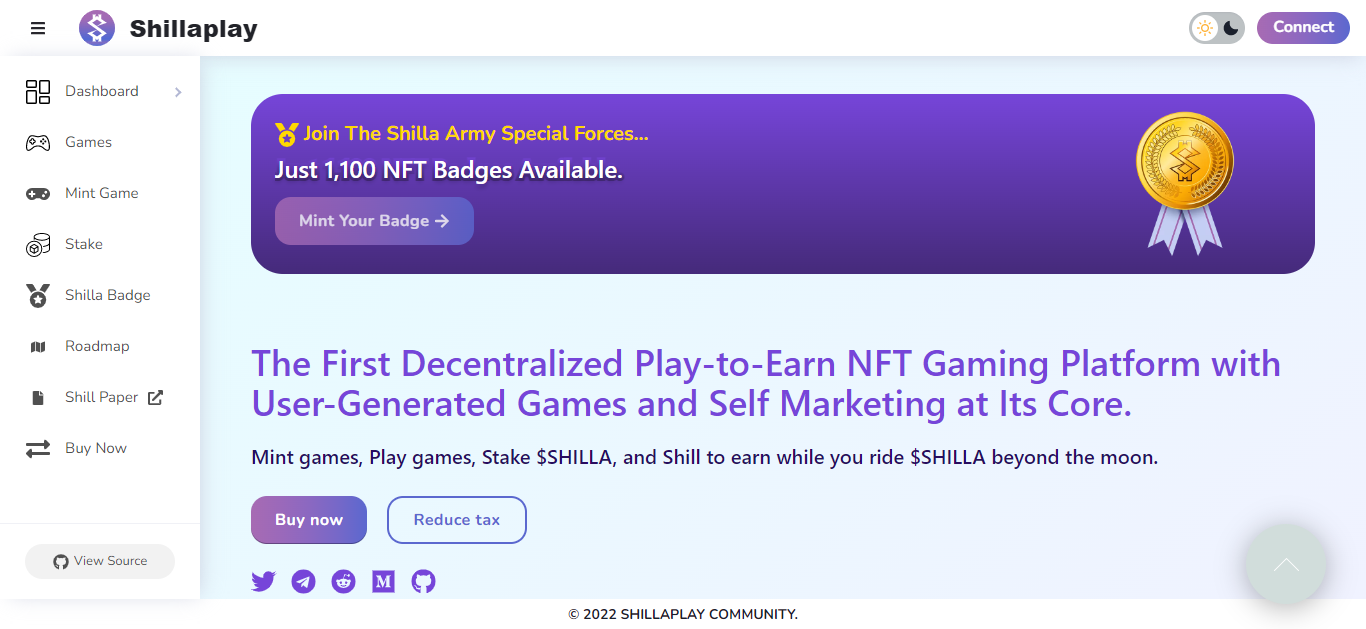 Shillaplay
Connect
Dashboard
Games
Mint Game
Stake
Shilla Badge
Roadmap
Shill Paper
Buy Now
View Source
Join The Shilla Army Special Forces...
Just 1,100 NFT Badges Available.
Mint Your Badge
The First Decentralized Play-to-Earn NFT Gaming Platform with
User-Generated Games and Self Marketing at Its Core.
Mint games, Play games, Stake $SHILLA, and Shill to earn while you ride $SHILLA beyond the moon.
Buy now
Reduce tax
© 2022 SHILLAPLAY COMMUNITY.